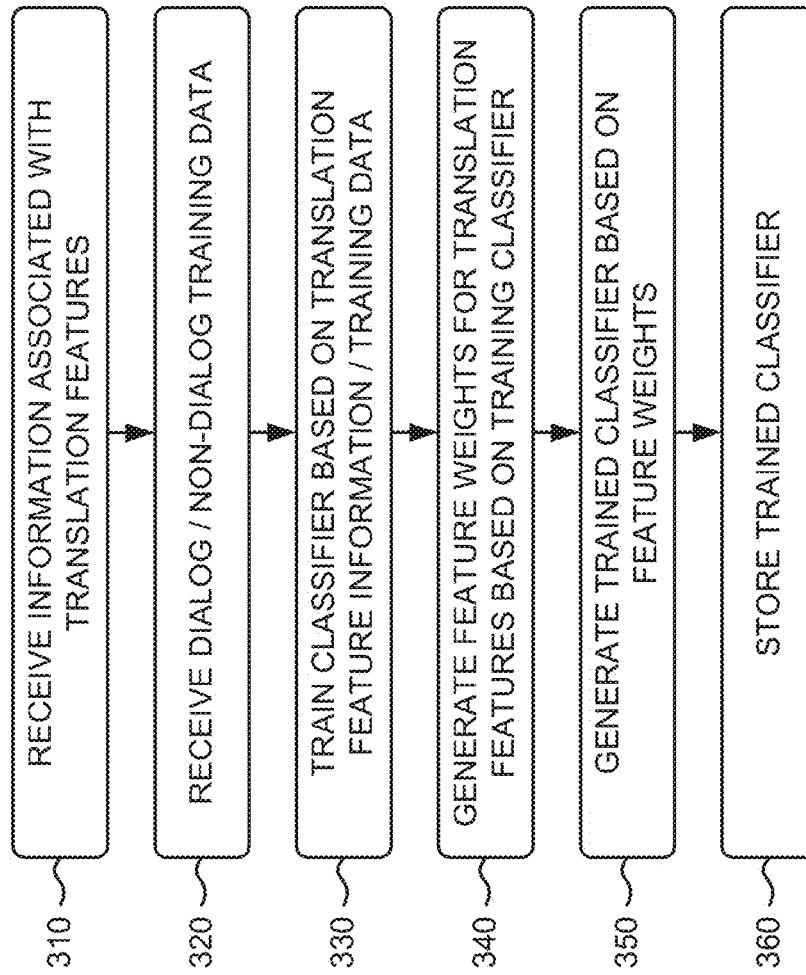 310
RECEIVE INFORMATION ASSOCIATED WITH
TRANSLATION FEATURES
320
RECEIVE DIALOG / NON-DIALOG TRAINING DATA
330
TRAIN CLASSIFIER BASED ON TRANSLATION
FEATURE INFORMATION / TRAINING DATA
340
GENERATE FEATURE WEIGHTS FOR TRANSLATION
FEATURES BASED ON TRAINING CLASSIFIER
350
GENERATE TRAINED CLASSIFIER BASED ON
FEATURE WEIGHTS
360
STORE TRAINED CLASSIFIER